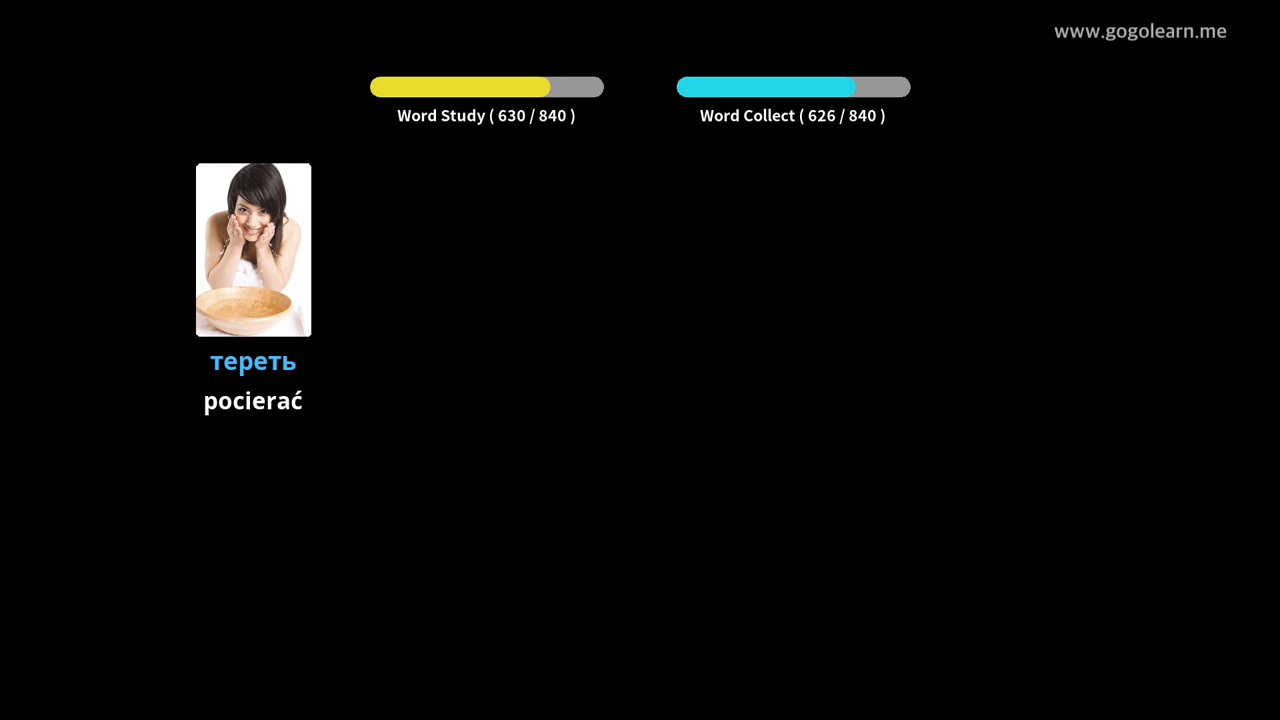 www.gogolearn.me
Word Study ( 630 / 840 )
Word Collect ( 626 / 840 )
тереть
pocierać